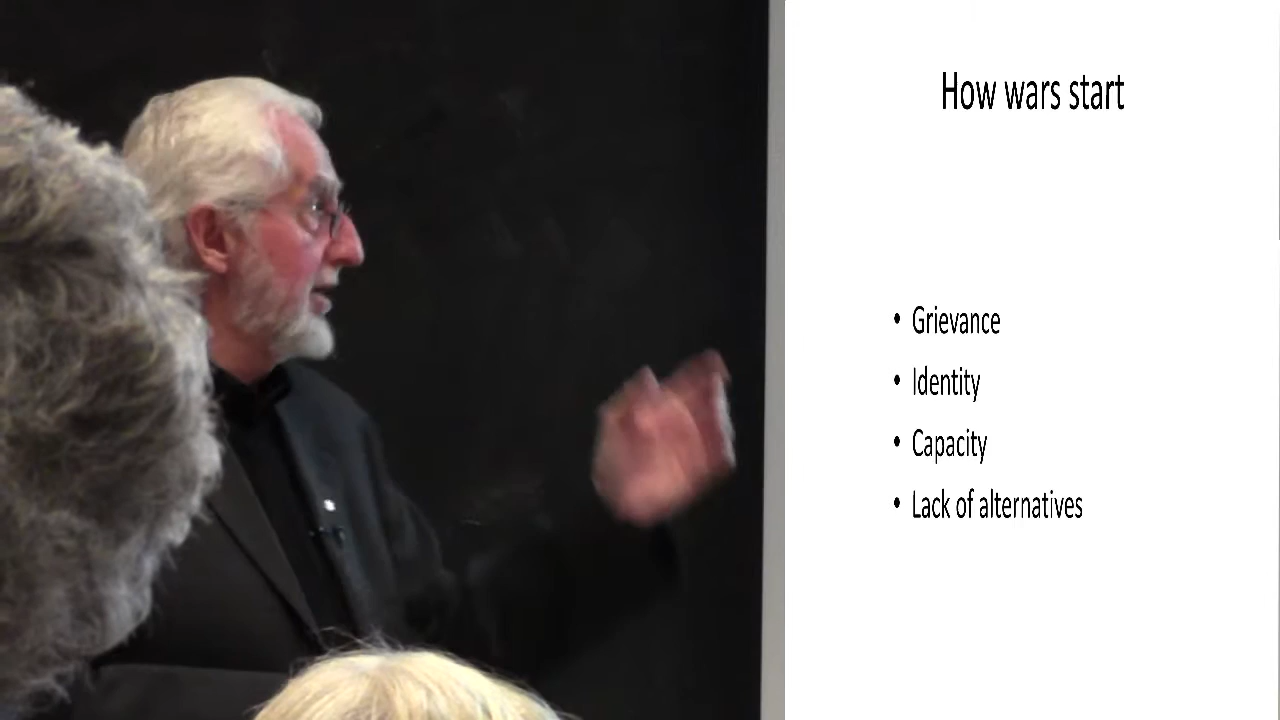 How wars start
• Grievance
• Identity
• Capacity
• Lack of alternatives